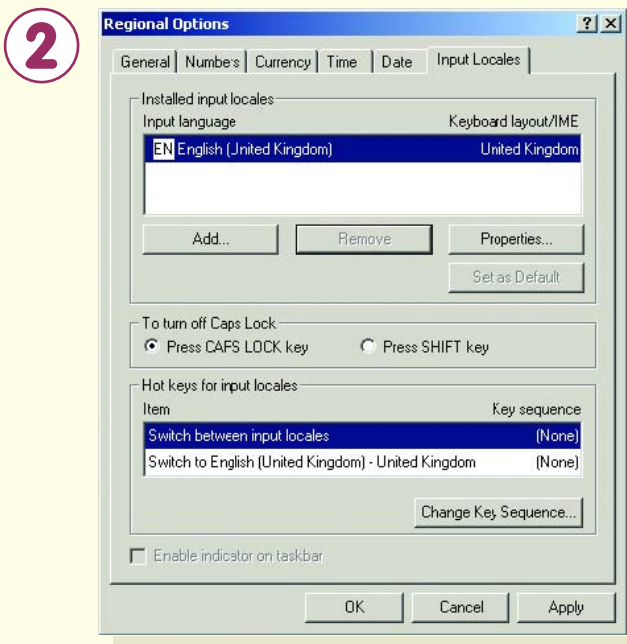 2
Regional Options
General Numbers Currency Time Date Input Locales
Installed input locales
Input language Keyboard layout/IME
EN English (United Kingdom) United Kingdom
Add... Remove Properties...
Set as Default
To turn off Caps Lock
Press CAPS LOCK key Press SHIFT key
Hot keys for input locales
Item Key sequence
Switch between input locales (None)
Switch to English (United Kingdom) - United Kingdom (None)
Change Key Sequence...
Enable indicator on taskbar
OK Cancel Apply